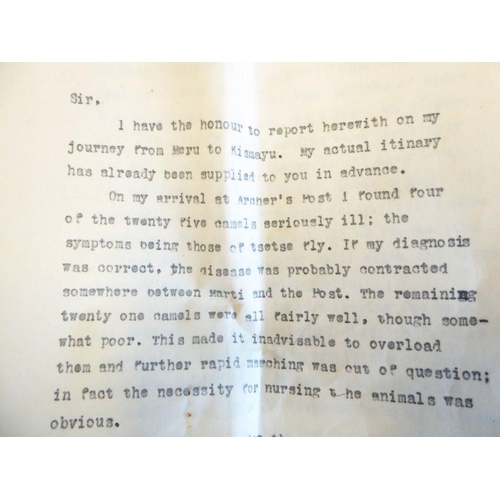 Sir,
I have the honour to report herewith on my
journey from Meru to Kismayu. My actual itinary
has already been supplied to you in advance.
On my arrival at Archer's Post I found four
of the twenty five camels seriously ill; the
symptoms being those of tsetse fly. If my diagnosis
was correct, the disease was probably contracted
somewhere between Marti and the Post. The remaining
twenty one camels were all fairly well, though some-
what poor. This made it inadvisable to overload
them and further rapid marching was out of question;
in fact the necessity for nursing the animals was
obvious.